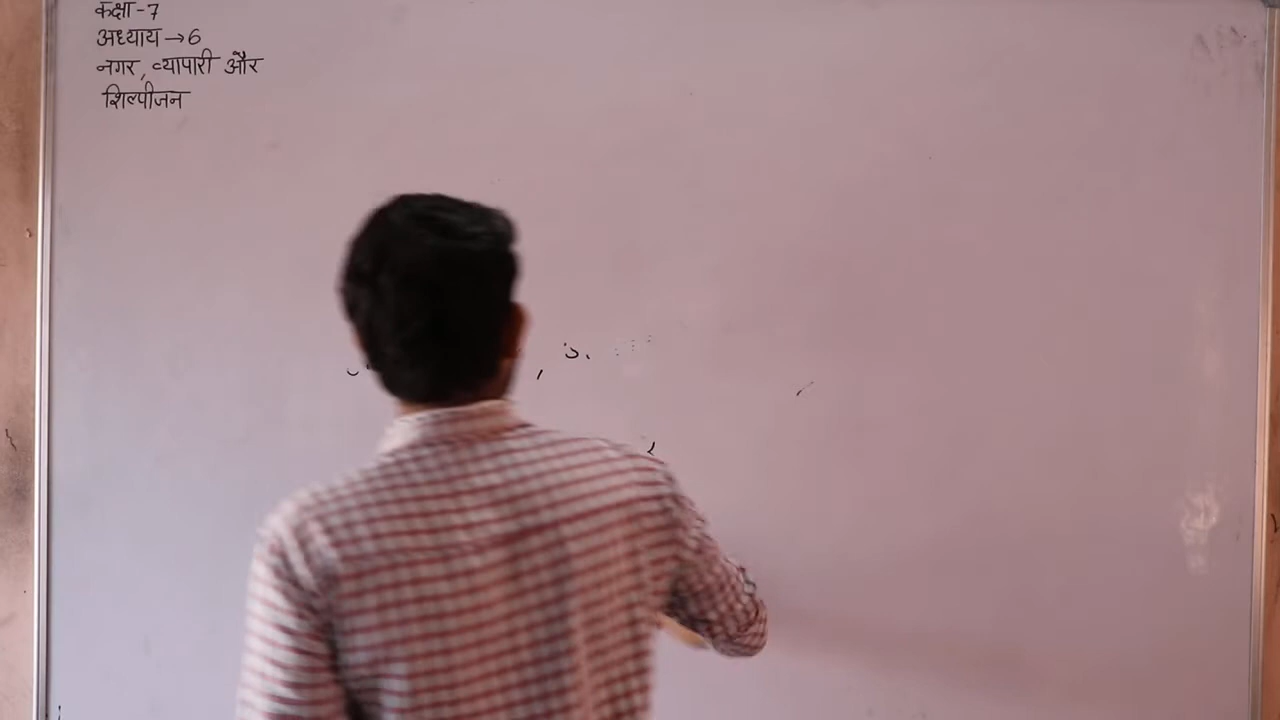 कक्षा-7
अध्याय→6
नगर, व्यापारी और
शिल्पीजन